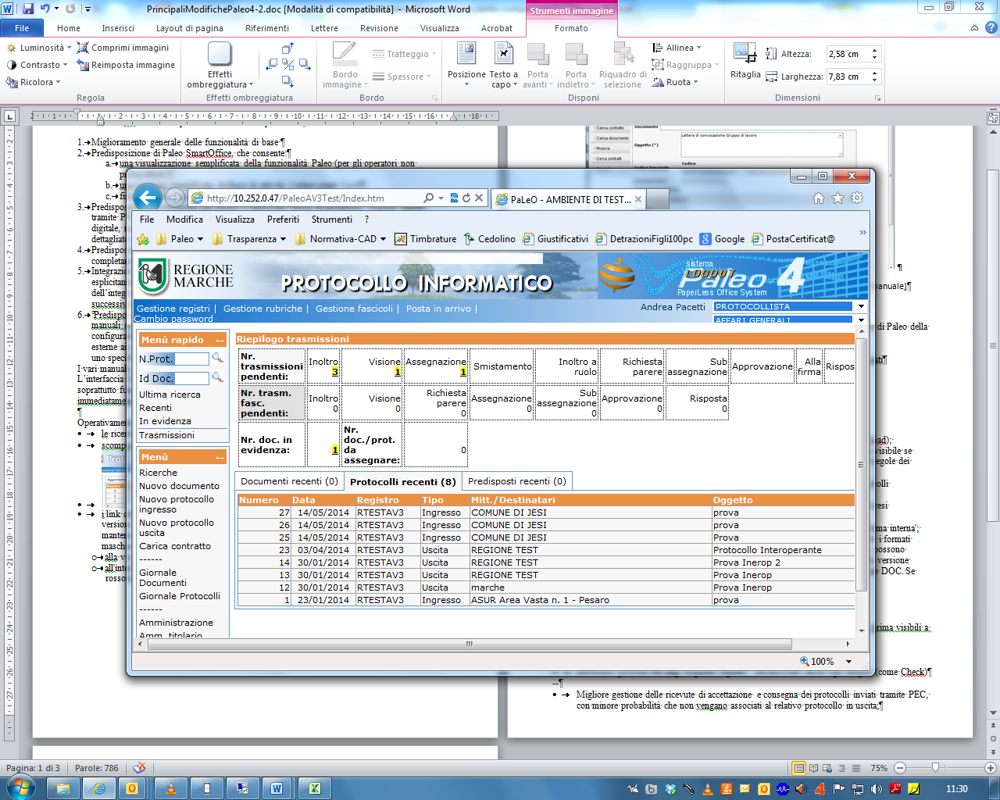 PrincipaliModifichePaleo4-2.doc [Modalità di compatibilità] - Microsoft Word
Strumenti immagine
File Home Inserisci Layout di pagina Riferimenti Lettere Revisione Visualizza Acrobat Formato
Luminosità Comprimi immagini
Contrasto Reimposta immagine
Ricolora
Regola
Effetti ombreggiatura
Effetti ombreggiatura
Bordo immagine
Tratteggio
Spessore
Bordo
Posizione
Testo a capo
Porta avanti
Porta indietro
Riquadro di selezione
Allinea
Raggruppa
Ruota
Disponi
Ritaglia
Altezza: 2,58 cm
Larghezza: 7,83 cm
Dimensioni
1.→Miglioramento generale delle funzionalità di base¶
2.→Predisposizione di Paleo SmartOffice, che consente:¶
a.→una visualizzazione semplificata della funzionalità Paleo (per gli operatori non
b.→
c.→
3.→Predispos
tramite P
digitale,
dettagliat
4.→Predispos
completar
5.→Integrazio
esplicitam
dell'integr
successiv
6.→Predispo
manuali;
configura
esterne a
uno speci
I vari manual
L'interfaccia
soprattutto fu
immediatame
¶
Operativame
• → le ricer
• → scomp
• →
• → i link
version
manter
masch
o→alla v
o→all'int
rosso
Carica contratto
Carica documento
Ricerca
Cerca contratti
Documento
Oggetto (*)
Lettere di convocazione Gruppo di lavoro
Codice
anuale)¶
di Paleo della
ati¶
ead);
visibile se
egole dei
colli
resi
ma interna';
i formati
possono
versione
DOC. Se
rima visibili a
(come Check)¶
--¶
• → Migliore gestione delle ricevute di accettazione e consegna dei protocolli inviati tramite PEC,
con minore probabilità che non vengano associati al relativo protocollo in uscita;¶
http://10.252.0.47/PaleoAV3Test/Index.htm
PaLeO - AMBIENTE DI TEST...
File Modifica Visualizza Preferiti Strumenti ?
Paleo Trasparenza Normativa-CAD Timbrature Cedolino Giustificativi DetrazioniFigli100pc Google PostaCertificat@
REGIONE MARCHE
PROTOCOLLO INFORMATICO
sistema
LOGOUT
Paleo 4
PaperLess Office System
Gestione registri | Gestione rubriche | Gestione fascicoli | Posta in arrivo |
Cambio password
Andrea Pacetti
PROTOCOLLISTA
AFFARI GENERALI
Menù rapido ←
N.Prot.
Id Doc.
Ultima ricerca
Recenti
In evidenza
Trasmissioni
Menù ←
Ricerche
Nuovo documento
Nuovo protocollo ingresso
Nuovo protocollo uscita
Carica contratto
------
Giornale Documenti
Giornale Protocolli
------
Amministrazione
Amm. titolario
Riepilogo trasmissioni
Nr. trasmissioni pendenti: Inoltro 3 Visione 1 Assegnazione 1 Smistamento Inoltro a ruolo Richiesta parere Sub assegnazione Approvazione Alla firma Rispos
Nr. trasm. fasc. pendenti: Inoltro 0 Visione 0 Richiesta parere 0 Assegnazione 0 Sub assegnazione 0 Approvazione 0 Risposta 0
Nr. doc. in evidenza: 1 Nr. doc./prot. da assegnare: 0
Documenti recenti (0) Protocolli recenti (8) Predisposti recenti (0)
Numero Data Registro Tipo Mitt./Destinatari Oggetto
27 14/05/2014 RTESTAV3 Ingresso COMUNE DI JESI prova
26 14/05/2014 RTESTAV3 Ingresso COMUNE DI JESI Prova
25 14/05/2014 RTESTAV3 Ingresso COMUNE DI JESI Prova
23 03/04/2014 RTESTAV3 Uscita REGIONE TEST Protocollo Interoperante
14 30/01/2014 RTESTAV3 Uscita REGIONE TEST Prova Inerop 2
13 30/01/2014 RTESTAV3 Uscita REGIONE TEST Prova Inerop
12 30/01/2014 RTESTAV3 Uscita marche Prova Inerop
1 23/01/2014 RTESTAV3 Ingresso ASUR Area Vasta n. 1 - Pesaro prova
100%
Pagina: 1 di 3 Parole: 786
75%
11:30